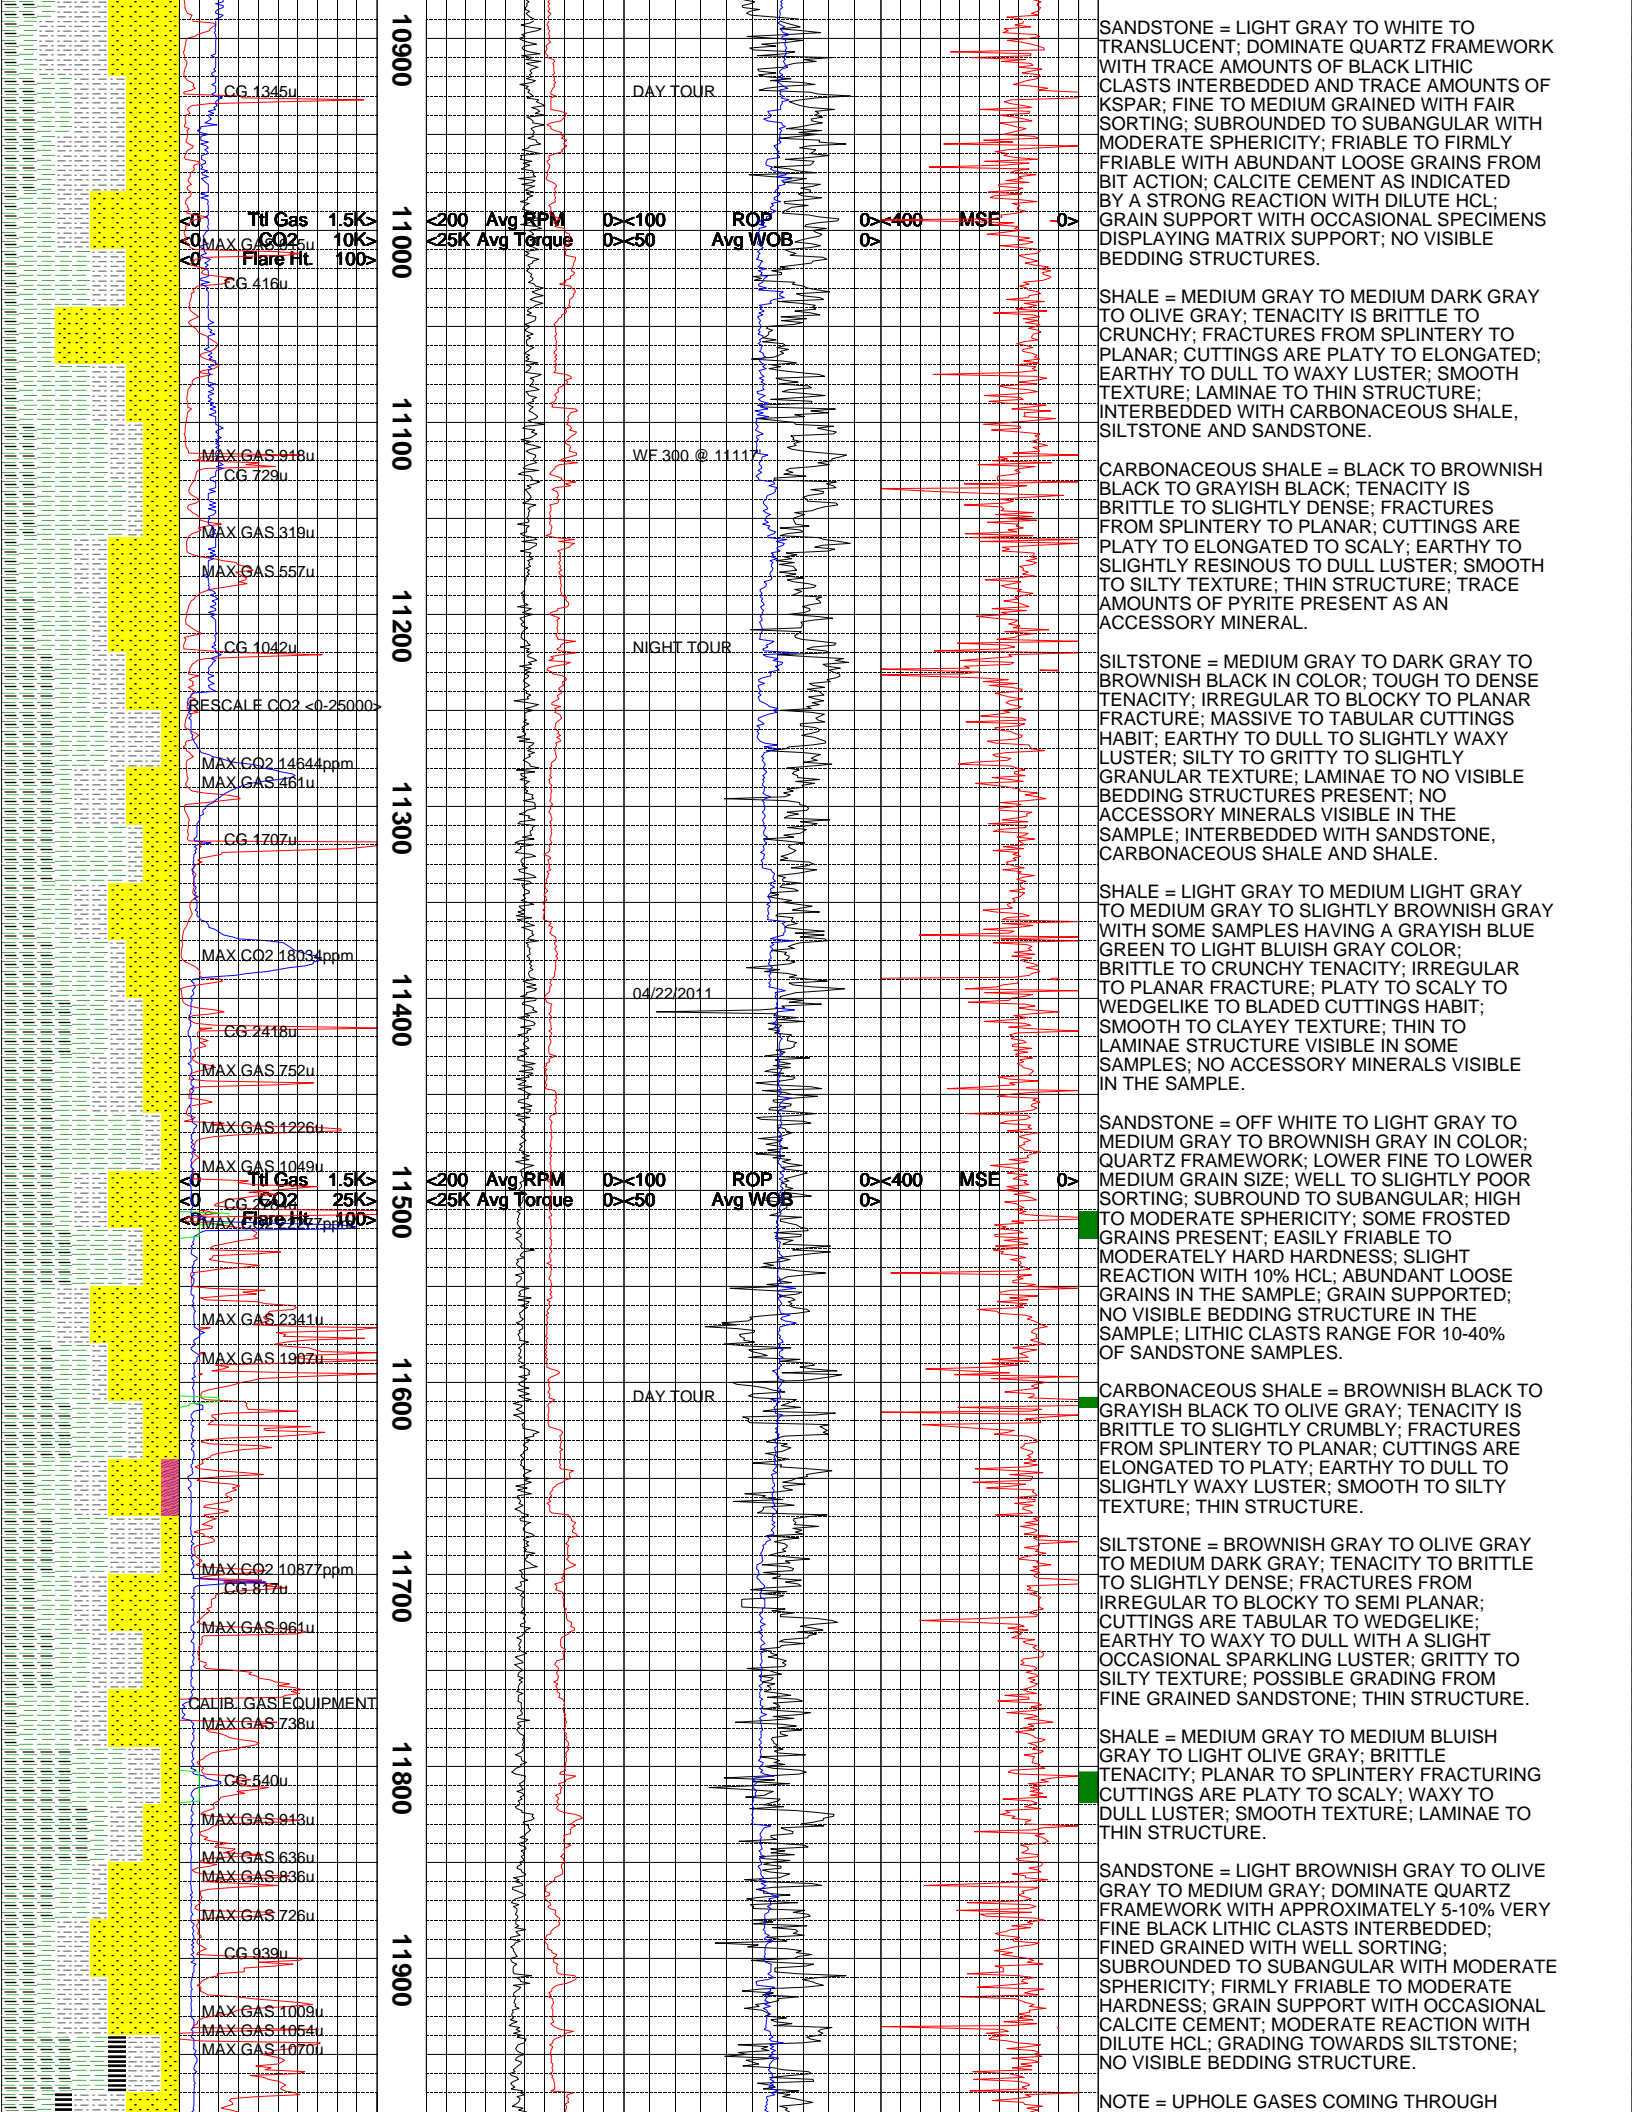 10900
CG 1345u
DAY TOUR
<0 Ttl Gas 1.5K> <200 Avg RPM 0> <100 ROP 0> <400 MSE 0>
<0 CO2 10K> <25K Avg Torque 0> <50 Avg WOB 0>
<0 Flare Ht. 100>
11000
CG 416u
11100
MAX GAS 918u
WF 300 @ 11117'
CG 729u
MAX GAS 319u
MAX GAS 557u
11200
CG 1042u
NIGHT TOUR
RESCALE CO2 <0-25000>
MAX CO2 14644ppm
MAX GAS 461u
11300
CG 1707u
MAX CO2 18034ppm
11400
04/22/2011
CG 2418u
MAX GAS 752u
MAX GAS 1226u
MAX GAS 1049u
<0 Ttl Gas 1.5K> <200 Avg RPM 0> <100 ROP 0> <400 MSE 0>
<0 CO2 25K> <25K Avg Torque 0> <50 Avg WOB 0>
<0 Flare Ht. 100>
11500
MAX GAS 2341u
MAX GAS 1907u
11600
DAY TOUR
MAX CO2 10877ppm
CG 817u
11700
MAX GAS 961u
CALIB. GAS EQUIPMENT
MAX GAS 738u
CG 540u
11800
MAX GAS 913u
MAX GAS 636u
MAX GAS 836u
MAX GAS 726u
CG 939u
11900
MAX GAS 1009u
MAX GAS 1054u
MAX GAS 1070u
SANDSTONE = LIGHT GRAY TO WHITE TO
TRANSLUCENT; DOMINATE QUARTZ FRAMEWORK
WITH TRACE AMOUNTS OF BLACK LITHIC
CLASTS INTERBEDDED AND TRACE AMOUNTS OF
KSPAR; FINE TO MEDIUM GRAINED WITH FAIR
SORTING; SUBROUNDED TO SUBANGULAR WITH
MODERATE SPHERICITY; FRIABLE TO FIRMLY
FRIABLE WITH ABUNDANT LOOSE GRAINS FROM
BIT ACTION; CALCITE CEMENT AS INDICATED
BY A STRONG REACTION WITH DILUTE HCL;
GRAIN SUPPORT WITH OCCASIONAL SPECIMENS
DISPLAYING MATRIX SUPPORT; NO VISIBLE
BEDDING STRUCTURES.
SHALE = MEDIUM GRAY TO MEDIUM DARK GRAY
TO OLIVE GRAY; TENACITY IS BRITTLE TO
CRUNCHY; FRACTURES FROM SPLINTERY TO
PLANAR; CUTTINGS ARE PLATY TO ELONGATED;
EARTHY TO DULL TO WAXY LUSTER; SMOOTH
TEXTURE; LAMINAE TO THIN STRUCTURE;
INTERBEDDED WITH CARBONACEOUS SHALE,
SILTSTONE AND SANDSTONE.
CARBONACEOUS SHALE = BLACK TO BROWNISH
BLACK TO GRAYISH BLACK; TENACITY IS
BRITTLE TO SLIGHTLY DENSE; FRACTURES
FROM SPLINTERY TO PLANAR; CUTTINGS ARE
PLATY TO ELONGATED TO SCALY; EARTHY TO
SLIGHTLY RESINOUS TO DULL LUSTER; SMOOTH
TO SILTY TEXTURE; THIN STRUCTURE; TRACE
AMOUNTS OF PYRITE PRESENT AS AN
ACCESSORY MINERAL.
SILTSTONE = MEDIUM GRAY TO DARK GRAY TO
BROWNISH BLACK IN COLOR; TOUGH TO DENSE
TENACITY; IRREGULAR TO BLOCKY TO PLANAR
FRACTURE; MASSIVE TO TABULAR CUTTINGS
HABIT; EARTHY TO DULL TO SLIGHTLY WAXY
LUSTER; SILTY TO GRITTY TO SLIGHTLY
GRANULAR TEXTURE; LAMINAE TO NO VISIBLE
BEDDING STRUCTURES PRESENT; NO
ACCESSORY MINERALS VISIBLE IN THE
SAMPLE; INTERBEDDED WITH SANDSTONE,
CARBONACEOUS SHALE AND SHALE.
SHALE = LIGHT GRAY TO MEDIUM LIGHT GRAY
TO MEDIUM GRAY TO SLIGHTLY BROWNISH GRAY
WITH SOME SAMPLES HAVING A GRAYISH BLUE
GREEN TO LIGHT BLUISH GRAY COLOR;
BRITTLE TO CRUNCHY TENACITY; IRREGULAR
TO PLANAR FRACTURE; PLATY TO SCALY TO
WEDGELIKE TO BLADED CUTTINGS HABIT;
SMOOTH TO CLAYEY TEXTURE; THIN TO
LAMINAE STRUCTURE VISIBLE IN SOME
SAMPLES; NO ACCESSORY MINERALS VISIBLE
IN THE SAMPLE.
SANDSTONE = OFF WHITE TO LIGHT GRAY TO
MEDIUM GRAY TO BROWNISH GRAY IN COLOR;
QUARTZ FRAMEWORK; LOWER FINE TO LOWER
MEDIUM GRAIN SIZE; WELL TO SLIGHTLY POOR
SORTING; SUBROUND TO SUBANGULAR; HIGH
TO MODERATE SPHERICITY; SOME FROSTED
GRAINS PRESENT; EASILY FRIABLE TO
MODERATELY HARD HARDNESS; SLIGHT
REACTION WITH 10% HCL; ABUNDANT LOOSE
GRAINS IN THE SAMPLE; GRAIN SUPPORTED;
NO VISIBLE BEDDING STRUCTURE IN THE
SAMPLE; LITHIC CLASTS RANGE FOR 10-40%
OF SANDSTONE SAMPLES.
CARBONACEOUS SHALE = BROWNISH BLACK TO
GRAYISH BLACK TO OLIVE GRAY; TENACITY IS
BRITTLE TO SLIGHTLY CRUMBLY; FRACTURES
FROM SPLINTERY TO PLANAR; CUTTINGS ARE
ELONGATED TO PLATY; EARTHY TO DULL TO
SLIGHTLY WAXY LUSTER; SMOOTH TO SILTY
TEXTURE; THIN STRUCTURE.
SILTSTONE = BROWNISH GRAY TO OLIVE GRAY
TO MEDIUM DARK GRAY; TENACITY TO BRITTLE
TO SLIGHTLY DENSE; FRACTURES FROM
IRREGULAR TO BLOCKY TO SEMI PLANAR;
CUTTINGS ARE TABULAR TO WEDGELIKE;
EARTHY TO WAXY TO DULL WITH A SLIGHT
OCCASIONAL SPARKLING LUSTER; GRITTY TO
SILTY TEXTURE; POSSIBLE GRADING FROM
FINE GRAINED SANDSTONE; THIN STRUCTURE.
SHALE = MEDIUM GRAY TO MEDIUM BLUISH
GRAY TO LIGHT OLIVE GRAY; BRITTLE
TENACITY; PLANAR TO SPLINTERY FRACTURING
CUTTINGS ARE PLATY TO SCALY; WAXY TO
DULL LUSTER; SMOOTH TEXTURE; LAMINAE TO
THIN STRUCTURE.
SANDSTONE = LIGHT BROWNISH GRAY TO OLIVE
GRAY TO MEDIUM GRAY; DOMINATE QUARTZ
FRAMEWORK WITH APPROXIMATELY 5-10% VERY
FINE BLACK LITHIC CLASTS INTERBEDDED;
FINED GRAINED WITH WELL SORTING;
SUBROUNDED TO SUBANGULAR WITH MODERATE
SPHERICITY; FIRMLY FRIABLE TO MODERATE
HARDNESS; GRAIN SUPPORT WITH OCCASIONAL
CALCITE CEMENT; MODERATE REACTION WITH
DILUTE HCL; GRADING TOWARDS SILTSTONE;
NO VISIBLE BEDDING STRUCTURE.
NOTE = UPHOLE GASES COMING THROUGH